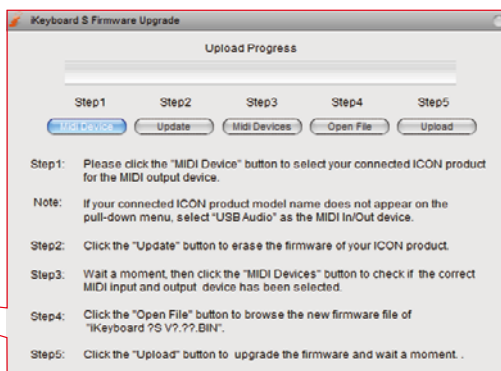 iKeyboard S Firmware Upgrade
Upload Progress
Step1 Step2 Step3 Step4 Step5
Midi Device Update Midi Devices Open File Upload
Step1: Please click the "MIDI Device" button to select your connected ICON product
for the MIDI output device.
Note: If your connected ICON product model name does not appear on the
pull-down menu, select "USB Audio" as the MIDI In/Out device.
Step2: Click the "Update" button to erase the firmware of your ICON product.
Step3: Wait a moment, then click the "MIDI Devices" button to check if the correct
MIDI input and output device has been selected.
Step4: Click the "Open File" button to browse the new firmware file of
"iKeyboard ?S V?.??.BIN".
Step5: Click the "Upload" button to upgrade the firmware and wait a moment. .